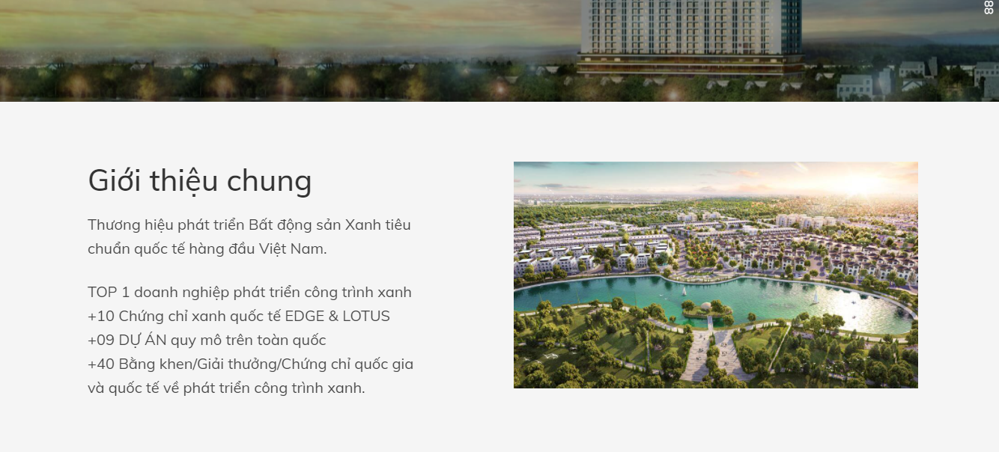 88
Giới thiệu chung
Thương hiệu phát triển Bất động sản Xanh tiêu
chuẩn quốc tế hàng đầu Việt Nam.
TOP 1 doanh nghiệp phát triển công trình xanh
+10 Chứng chỉ xanh quốc tế EDGE & LOTUS
+09 DỰ ÁN quy mô trên toàn quốc
+40 Bằng khen/Giải thưởng/Chứng chỉ quốc gia
và quốc tế về phát triển công trình xanh.